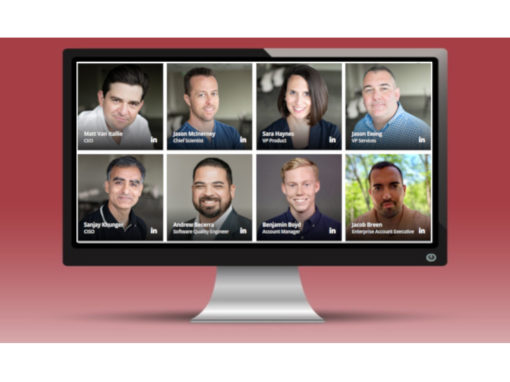 Matt Van Itallie
CEO
in
Jason McInerney
Chief Scientist
in
Sara Haynes
VP Product
in
Jason Ewing
VP Services
in
Sanjay
CISO
in
Andrew Becerra
Software Quality Engineer
in
Benjamin Boyd
Account Manager
in
Jacob Breen
Enterprise Account Executive
in